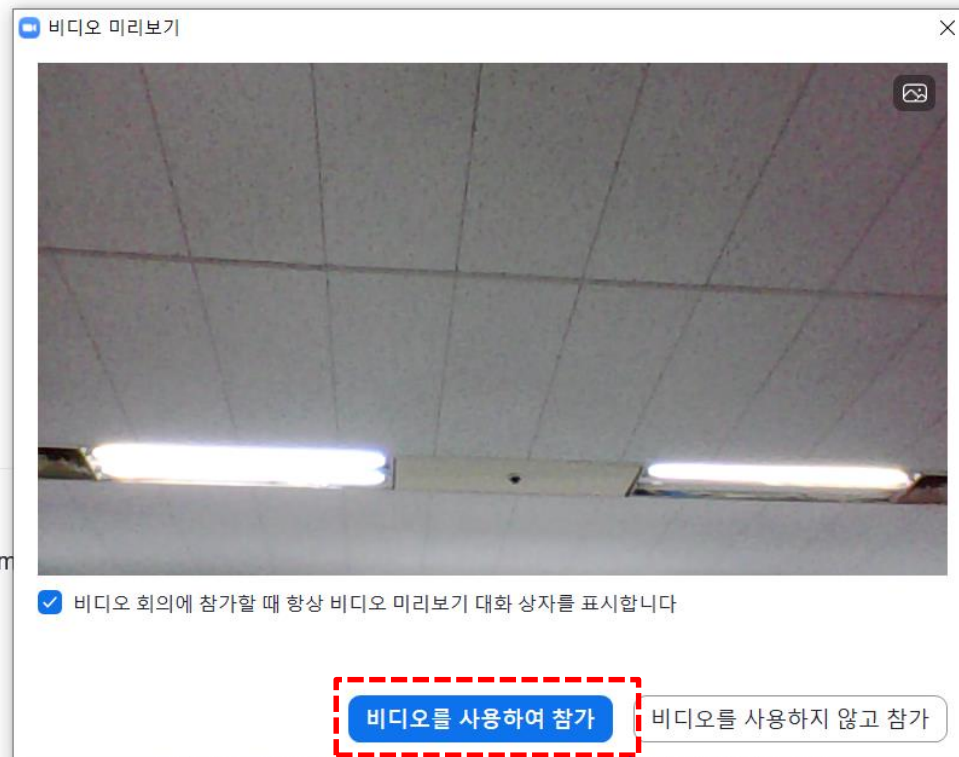 비디오 미리보기
m
비디오 회의에 참가할 때 항상 비디오 미리보기 대화 상자를 표시합니다
비디오를 사용하여 참가
비디오를 사용하지 않고 참가